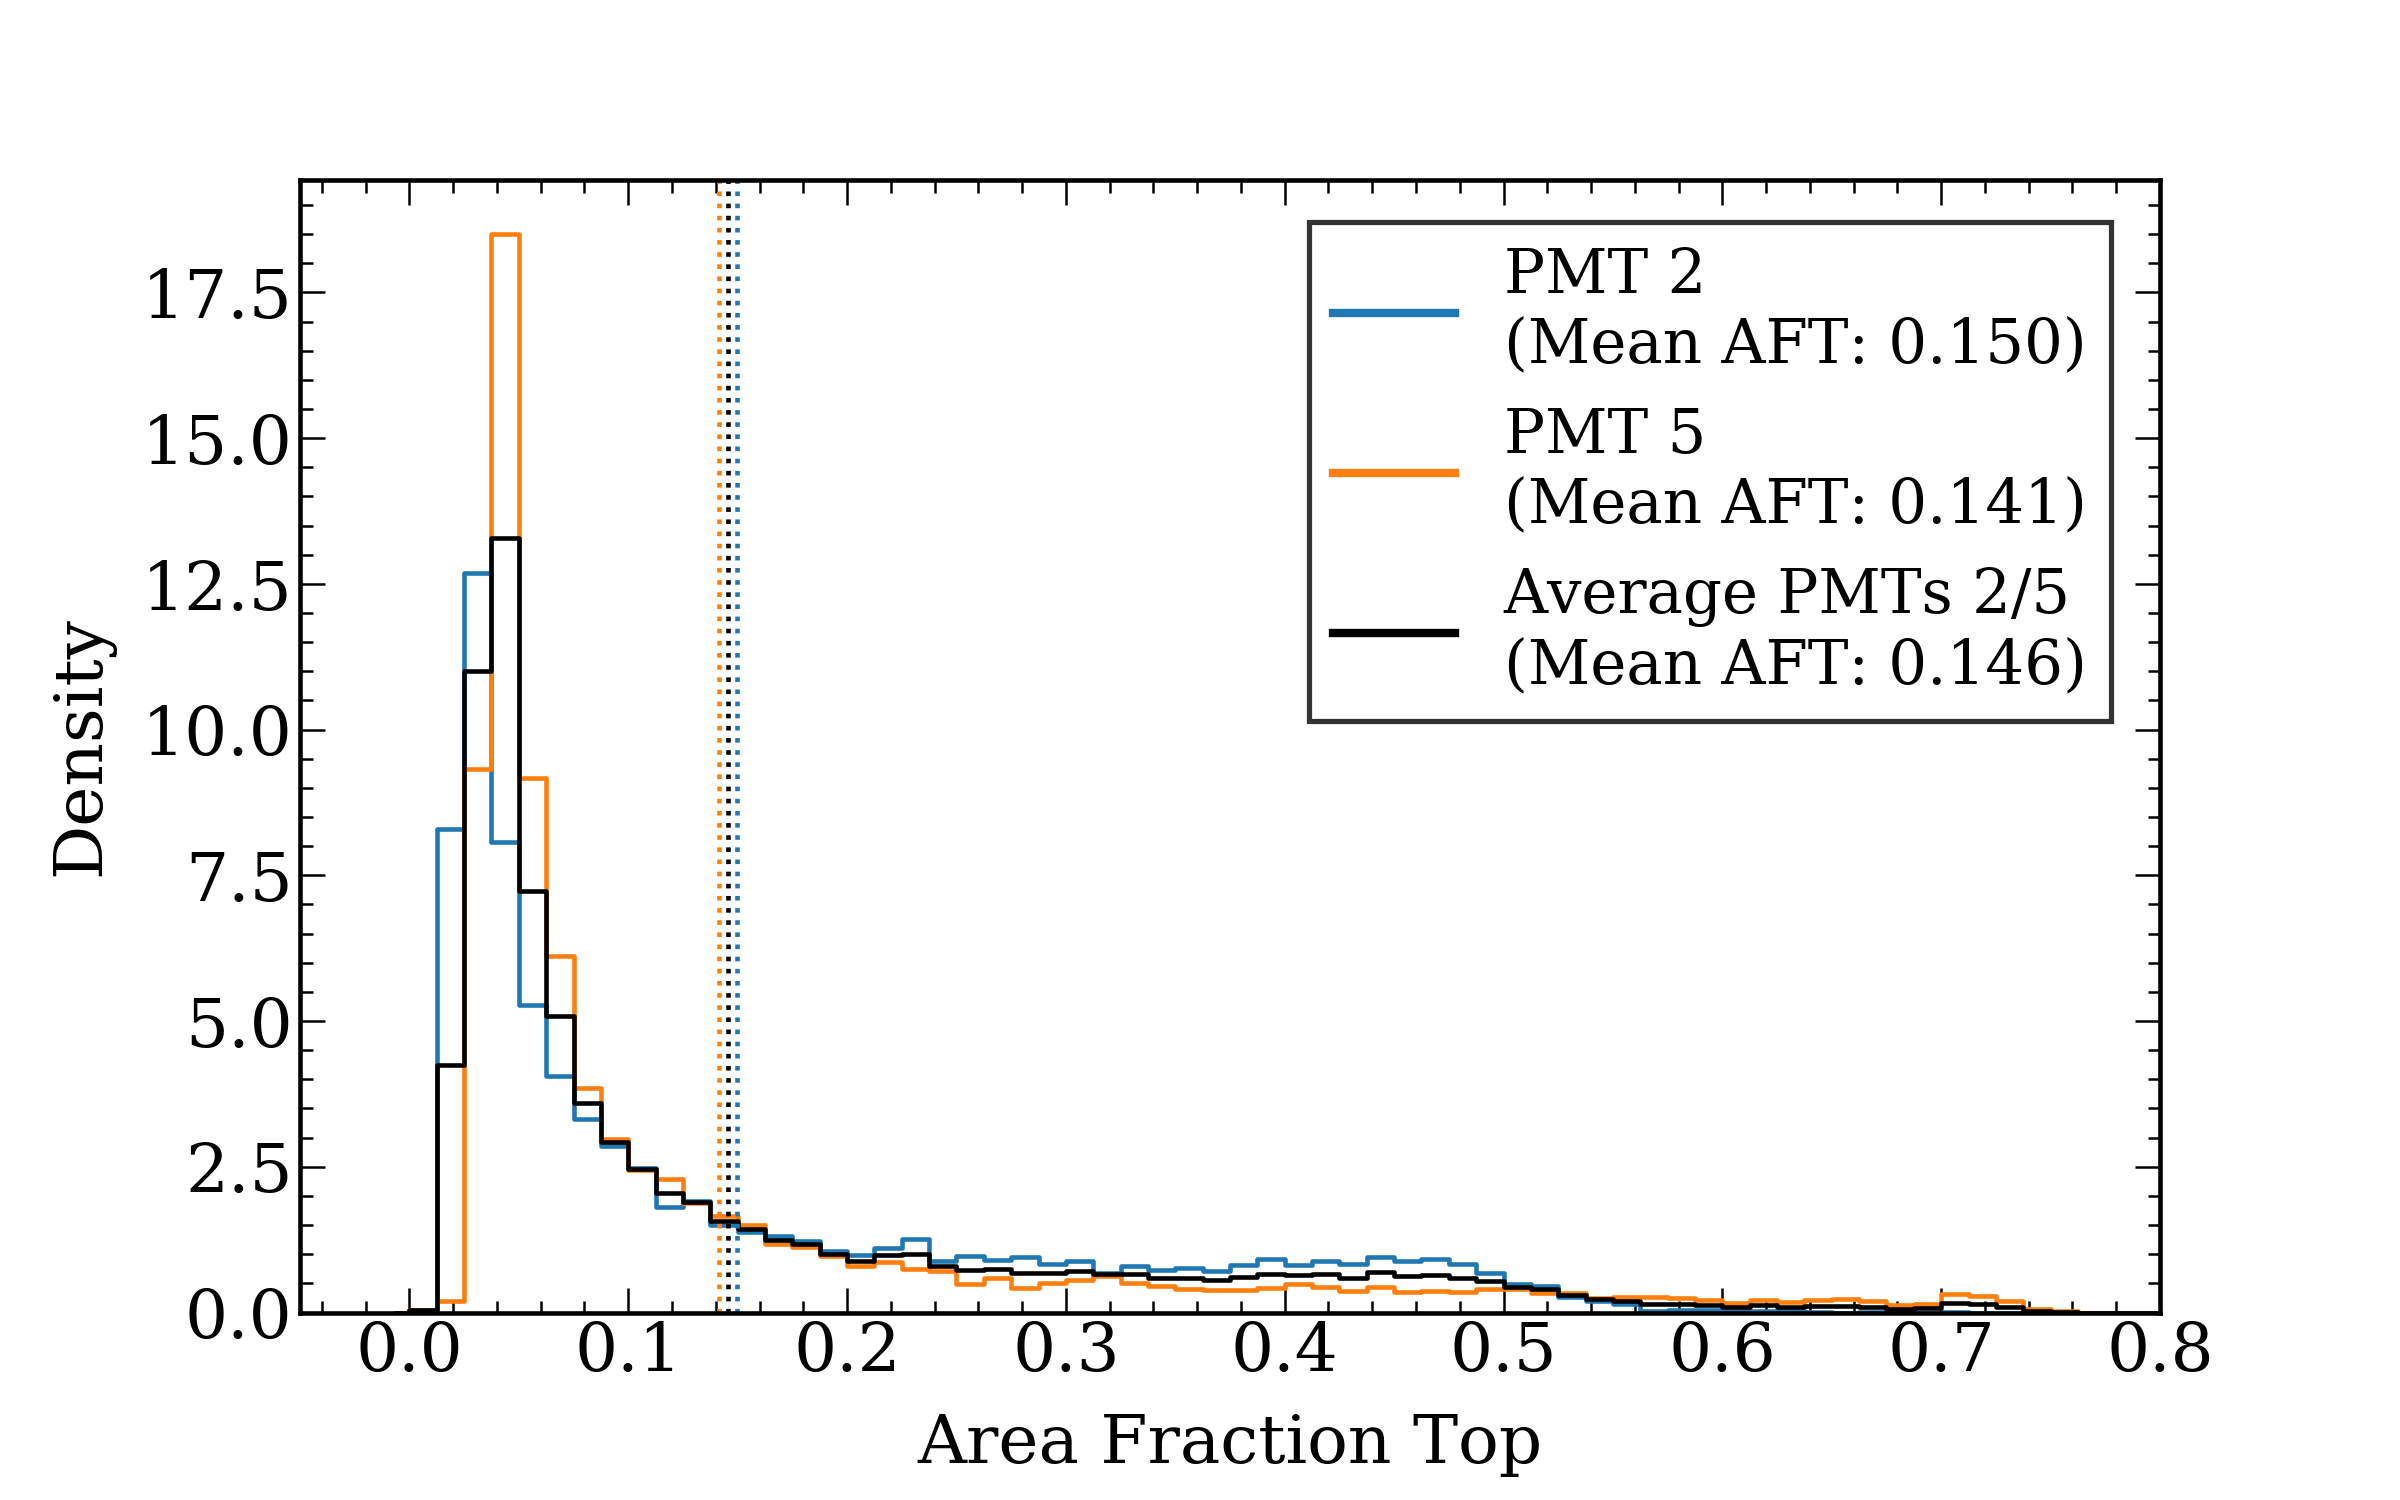 PMT 2
(Mean AFT: 0.150)
PMT 5
(Mean AFT: 0.141)
Average PMTs 2/5
(Mean AFT: 0.146)
Density
17.5
15.0
12.5
10.0
7.5
5.0
2.5
0.0
0.0 0.1 0.2 0.3 0.4 0.5 0.6 0.7 0.8
Area Fraction Top